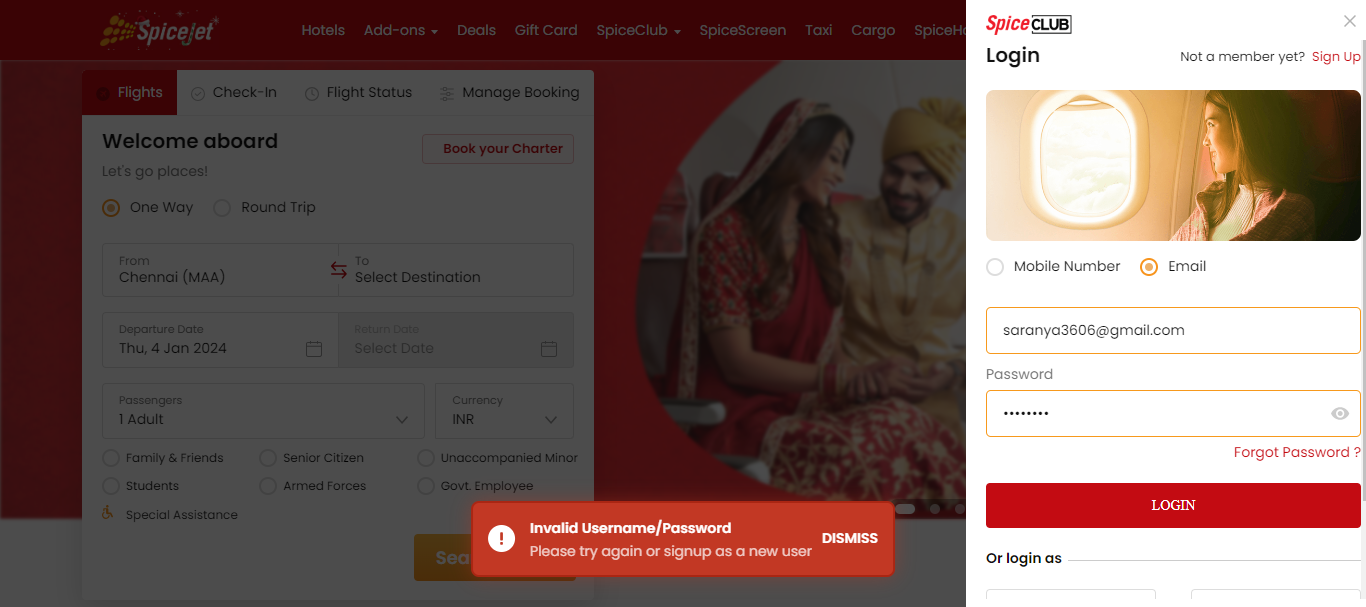 SpiceJet
Hotels Add-ons Deals Gift Card SpiceClub SpiceScreen Taxi Cargo
Flights Check-In Flight Status Manage Booking
Welcome aboard
Book your Charter
Let's go places!
One Way Round Trip
From To
Chennai (MAA) Select Destination
Departure Date Return Date
Thu, 4 Jan 2024 Select Date
Passengers Currency
1 Adult INR
Family & Friends Senior Citizen Unaccompanied Minor
Students Armed Forces Govt. Employee
Special Assistance
Invalid Username/Password
Please try again or signup as a new user
DISMISS
SpiceCLUB
Login
Not a member yet? Sign Up
Mobile Number Email
saranya3606@gmail.com
Password
••••••••
Forgot Password ?
LOGIN
Or login as